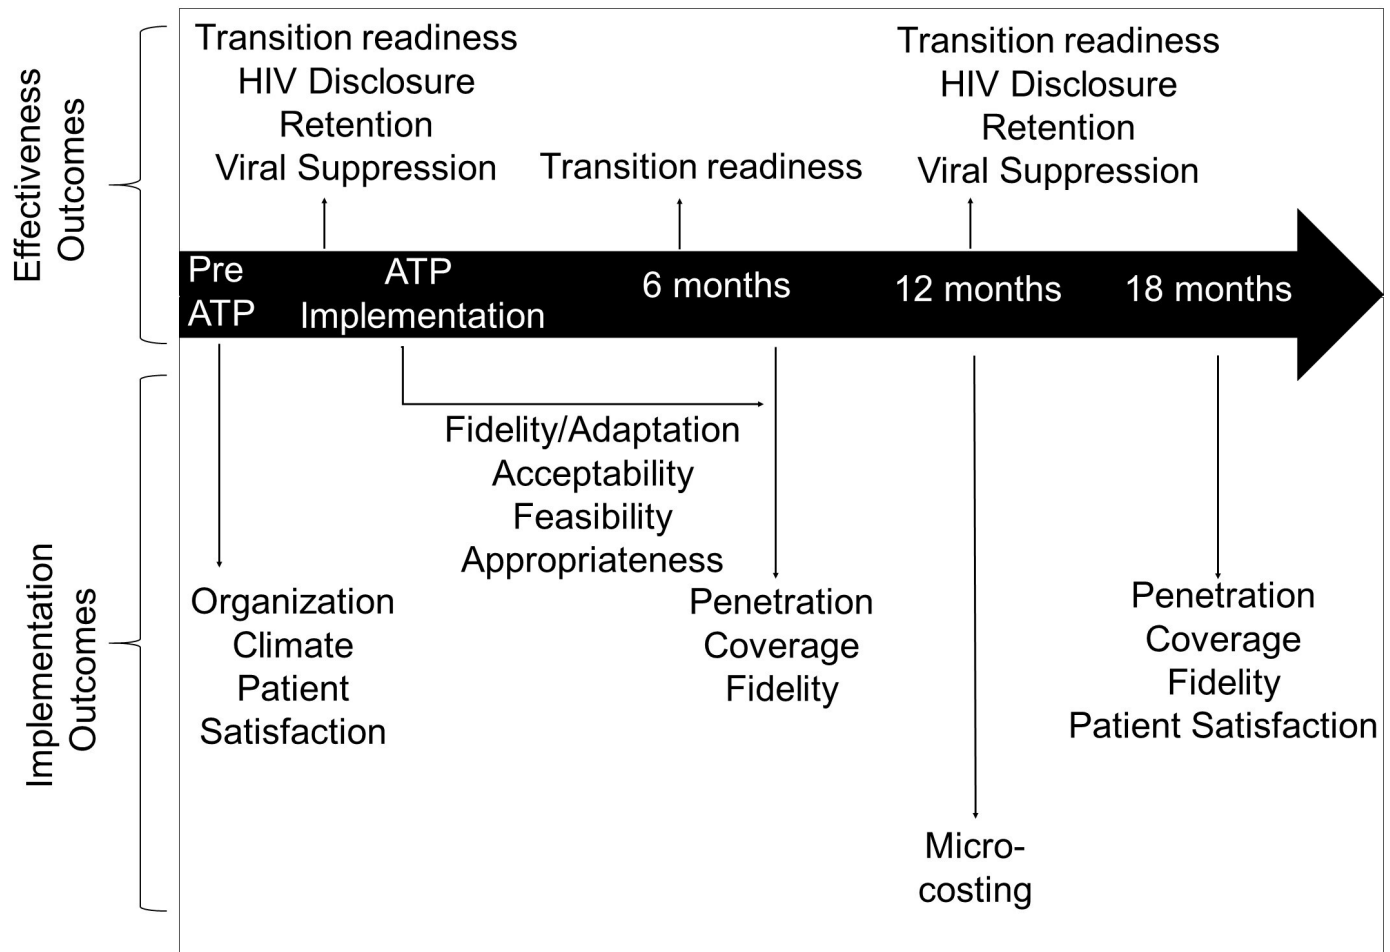 Effectiveness
Outcomes
Transition readiness
HIV Disclosure
Retention
Viral Suppression
Transition readiness
Transition readiness
HIV Disclosure
Retention
Viral Suppression
Pre
ATP
ATP
Implementation
6 months
12 months
18 months
Implementation
Outcomes
Fidelity/Adaptation
Acceptability
Feasibility
Appropriateness
Organization
Climate
Patient
Satisfaction
Penetration
Coverage
Fidelity
Micro-
costing
Penetration
Coverage
Fidelity
Patient Satisfaction